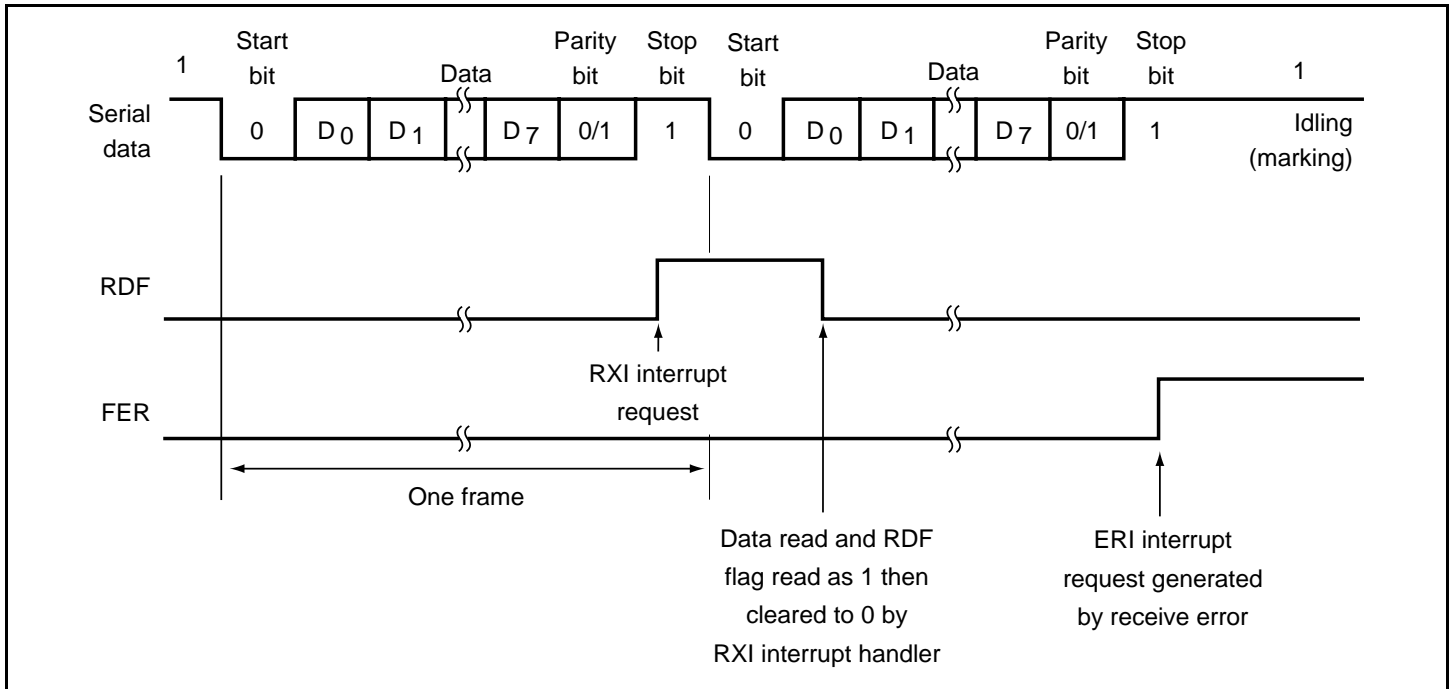 1
Start bit
Data
Parity bit
Stop bit
Start bit
Data
Parity bit
Stop bit
1
Serial data
0
D0
D1
D7
0/1
1
0
D0
D1
D7
0/1
1
Idling (marking)
RDF
RXI interrupt
request
FER
One frame
Data read and RDF
flag read as 1 then
cleared to 0 by
RXI interrupt handler
ERI interrupt
request generated
by receive error